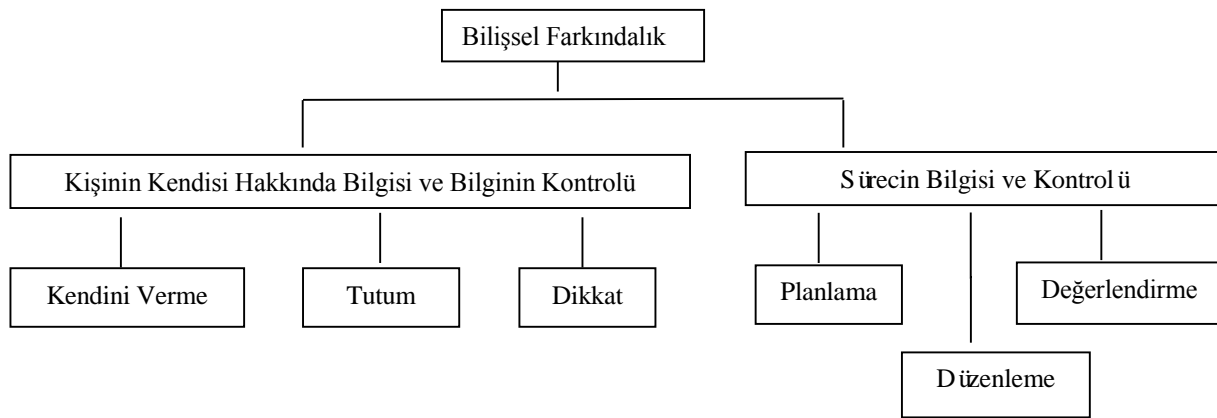 Bilişsel Farkındalık
Kişinin Kendisi Hakkında Bilgisi ve Bilginin Kontrolü
Sürecin Bilgisi ve Kontrolü
Kendini Verme
Tutum
Dikkat
Planlama
Değerlendirme
Düzenleme